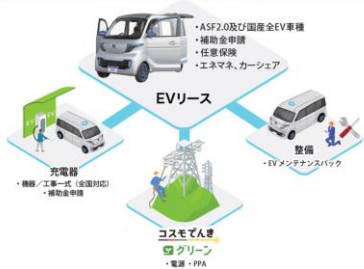 ・ASF2.0及び国産全EV車種
・補助金申請
・任意保険
・エネマネ、カーシェア
EVリース
充電器
・機器/工事一式(全国対応)
・補助金申請
整備
・EVメンテナンスパック
コスモでんき
グリーン
・電源・PPA